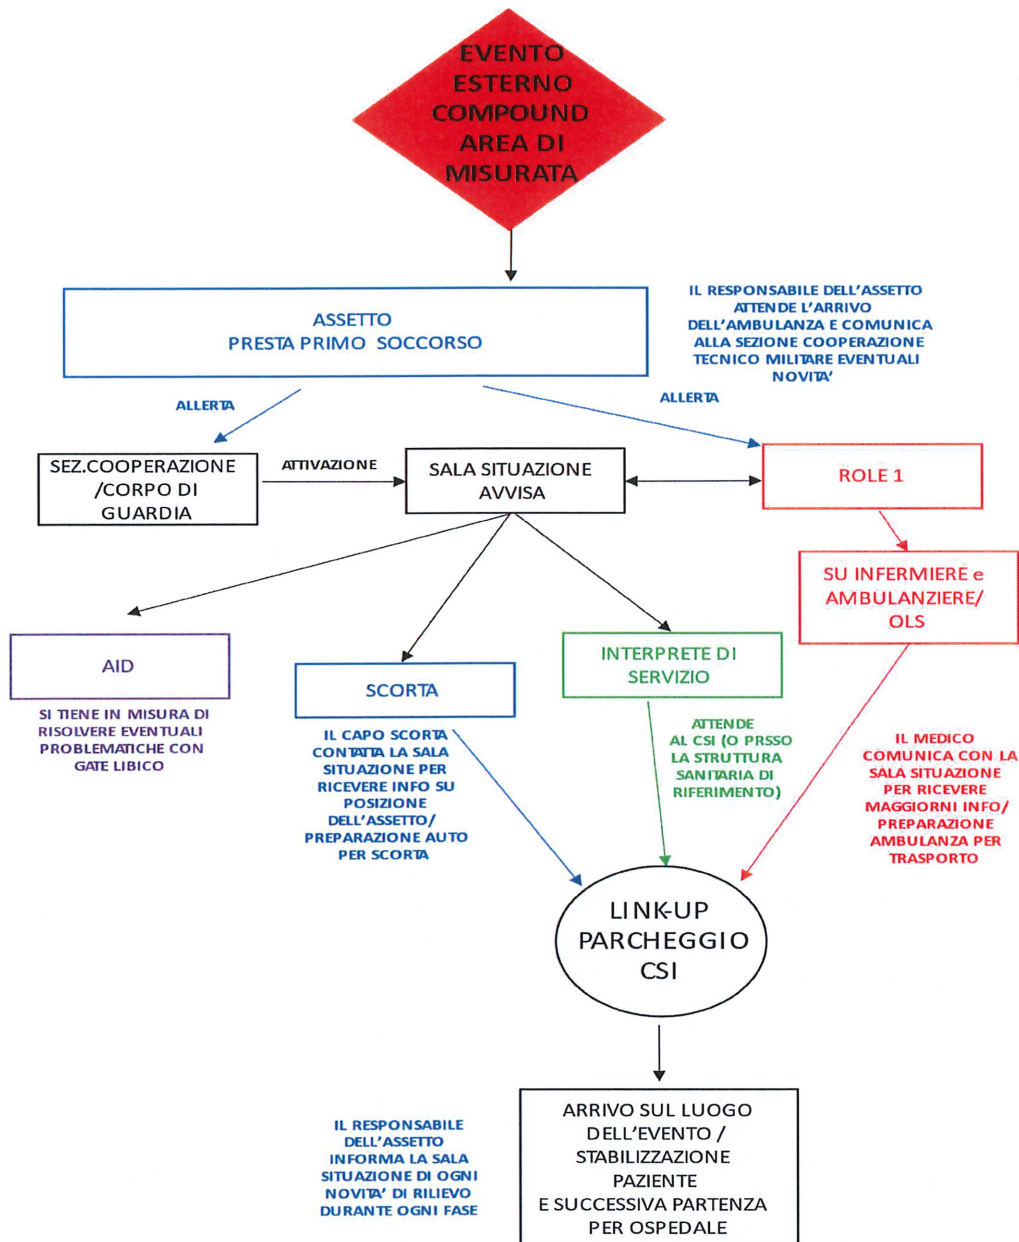 EVENTO
ESTERNO
COMPOUND
AREA DI
MISURATA
ASSETTO
PRESTA PRIMO SOCCORSO
IL RESPONSABILE DELL'ASSETTO
ATTENDE L'ARRIVO
DELL'AMBULANZA E COMUNICA
ALLA SEZIONE COOPERAZIONE
TECNICO MILITARE EVENTUALI
NOVITA'
ALLERTA
ALLERTA
SEZ.COOPERAZIONE
/CORPO DI
GUARDIA
ATTIVAZIONE
SALA SITUAZIONE
AVVISA
ROLE 1
SU INFERMIERE e
AMBULANZIERE/
OLS
AID
SI TIENE IN MISURA DI
RISOLVERE EVENTUALI
PROBLEMATICHE CON
GATE LIBICO
SCORTA
IL CAPO SCORTA
CONTATTA LA SALA
SITUAZIONE PER
RICEVERE INFO SU
POSIZIONE
DELL'ASSETTO/
PREPARAZIONE AUTO
PER SCORTA
INTERPRETE DI
SERVIZIO
ATTENDE
AL CSI (O PRSSO
LA STRUTTURA
SANITARIA DI
RIFERIMENTO)
IL MEDICO
COMUNICA CON LA
SALA SITUAZIONE
PER RICEVERE
MAGGIORNI INFO/
PREPARAZIONE
AMBULANZA PER
TRASPORTO
LINK-UP
PARCHEGGIO
CSI
IL RESPONSABILE
DELL'ASSETTO
INFORMA LA SALA
SITUAZIONE DI OGNI
NOVITA' DI RILIEVO
DURANTE OGNI FASE
ARRIVO SUL LUOGO
DELL'EVENTO /
STABILIZZAZIONE
PAZIENTE
E SUCCESSIVA PARTENZA
PER OSPEDALE